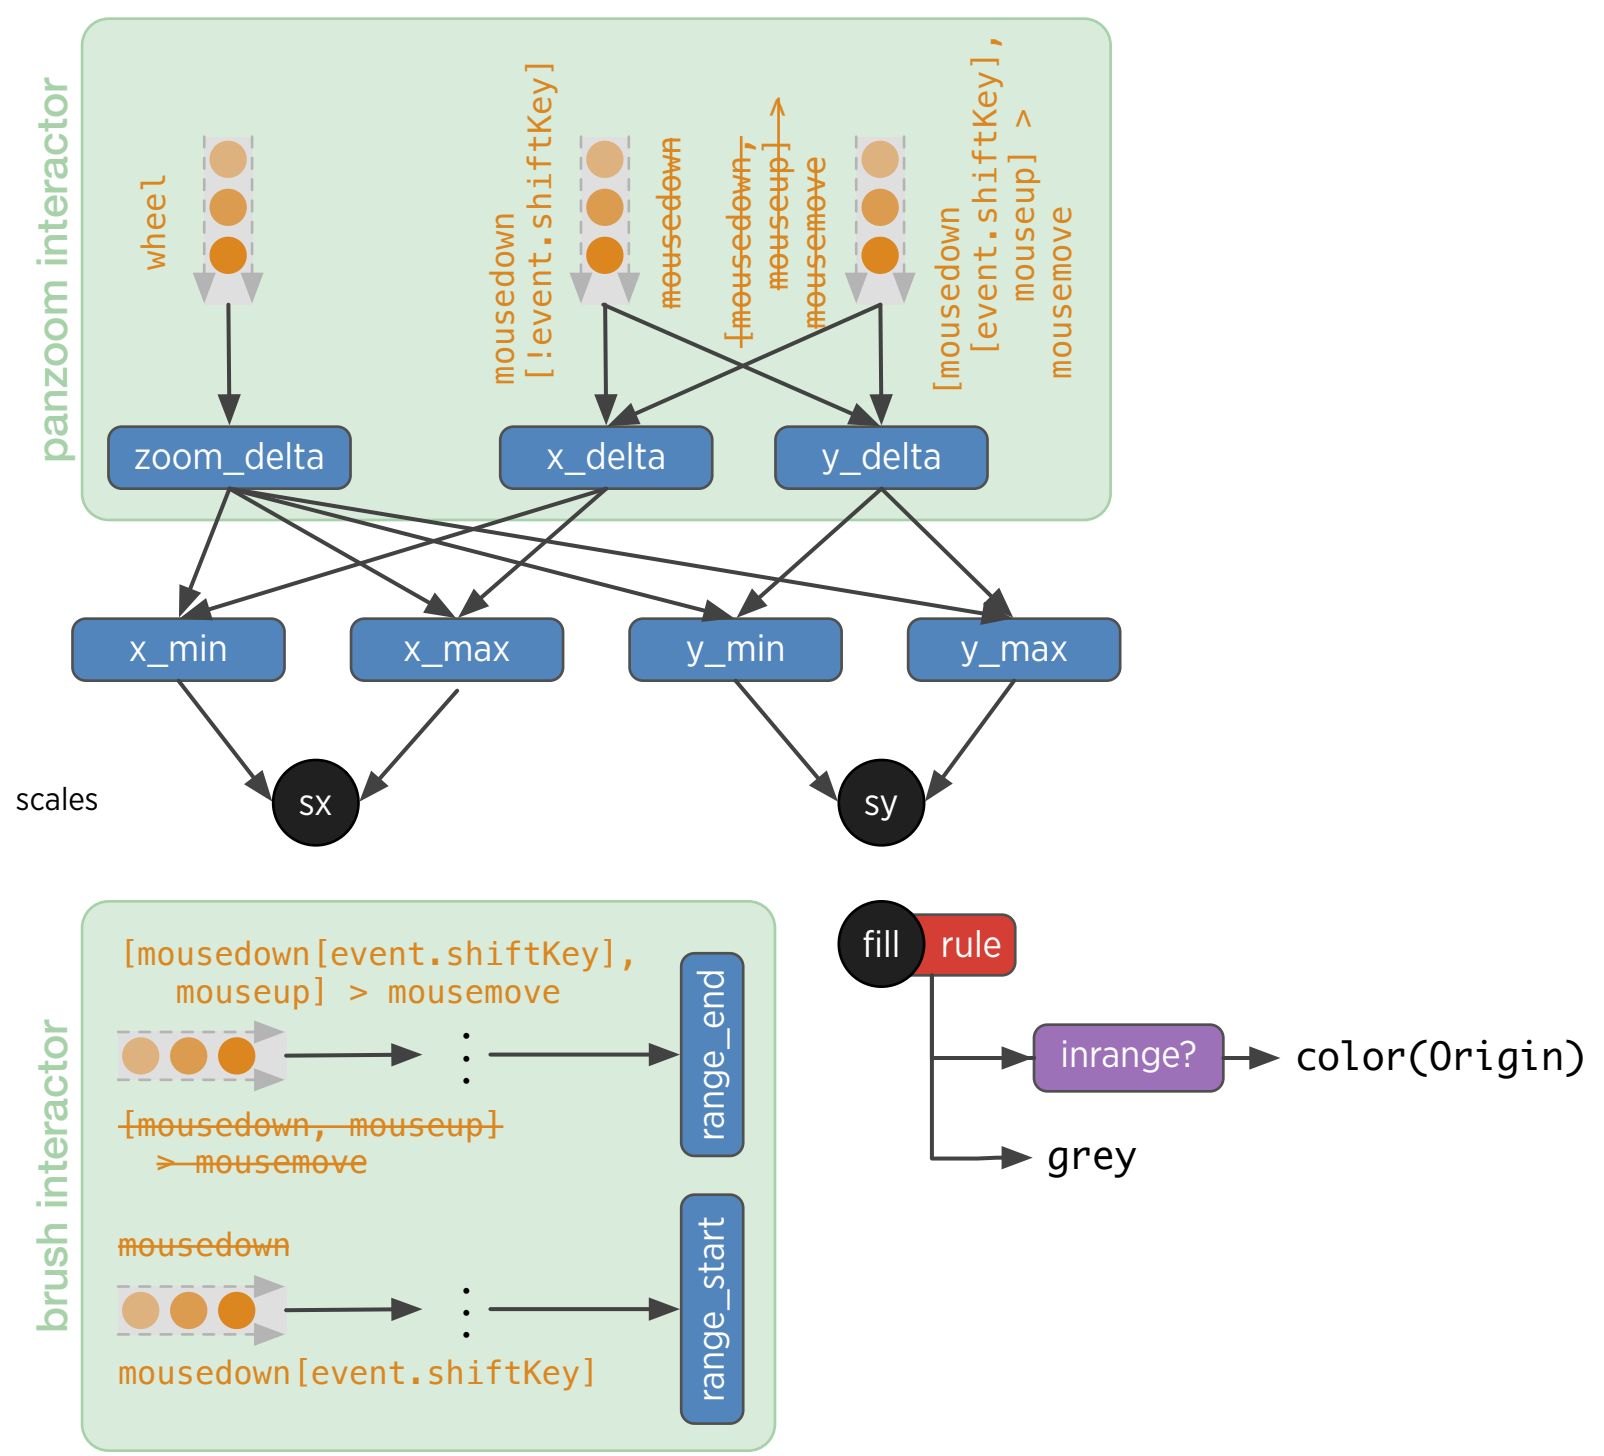 panzoom interactor
wheel
mousedown
[!event.shiftKey]
mousedown
[mousedown,
mouseup] >
mousemove
[mousedown
[event.shiftKey],
mouseup] >
mousemove
zoom_delta
x_delta
y_delta
x_min
x_max
y_min
y_max
scales
sx
sy
brush interactor
[mousedown[event.shiftKey],
mouseup] > mousemove
[mousedown, mouseup]
> mousemove
range_end
mousedown
mousedown[event.shiftKey]
range_start
fill
rule
inrange?
color(Origin)
grey